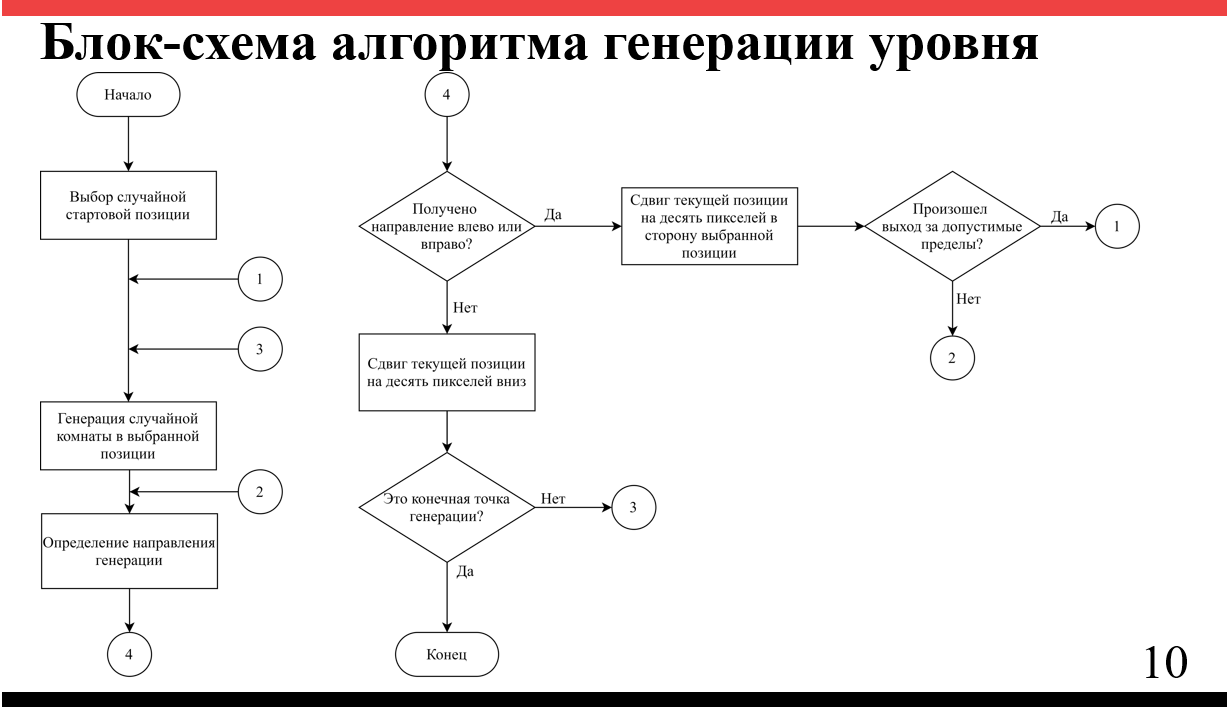 Блок-схема алгоритма генерации уровня
Начало
Выбор случайной
стартовой позиции
1
3
Генерация случайной
комнаты в выбранной
позиции
2
Определение направления
генерации
4
4
Получено
направление влево или
вправо?
Да
Сдвиг текущей позиции
на десять пикселей в
сторону выбранной
позиции
Произошел
выход за допустимые
пределы?
Да
1
Нет
2
Нет
Сдвиг текущей позиции
на десять пикселей вниз
Это конечная точка
генерации?
Нет
3
Да
Конец
10